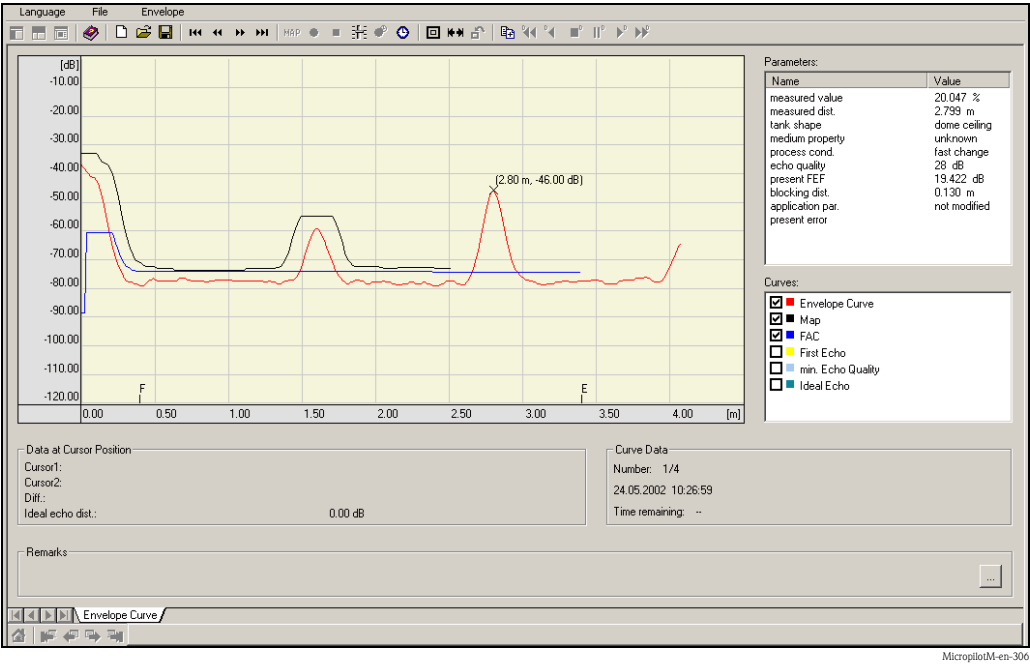 Language File Envelope
MAP
[dB]
-10.00
-20.00
-30.00
-40.00
-50.00
-60.00
-70.00
-80.00
-90.00
-100.00
-110.00
-120.00
(2.80 m, -46.00 dB)
F
E
0.00 0.50 1.00 1.50 2.00 2.50 3.00 3.50 4.00 [m]
Parameters:
Name Value
measured value 20.047 %
measured dist. 2.799 m
tank shape dome ceiling
medium property unknown
process cond. fast change
echo quality 28 dB
present FEF 19.422 dB
blocking dist. 0.130 m
application par. not modified
present error
Curves:
Envelope Curve
Map
FAC
First Echo
min. Echo Quality
Ideal Echo
Data at Cursor Position
Cursor1:
Cursor2:
Diff.:
Ideal echo dist.: 0.00 dB
Curve Data
Number: 1/4
24.05.2002 10:26:59
Time remaining: --
Remarks
...
Envelope Curve
MicropilotM-en-306